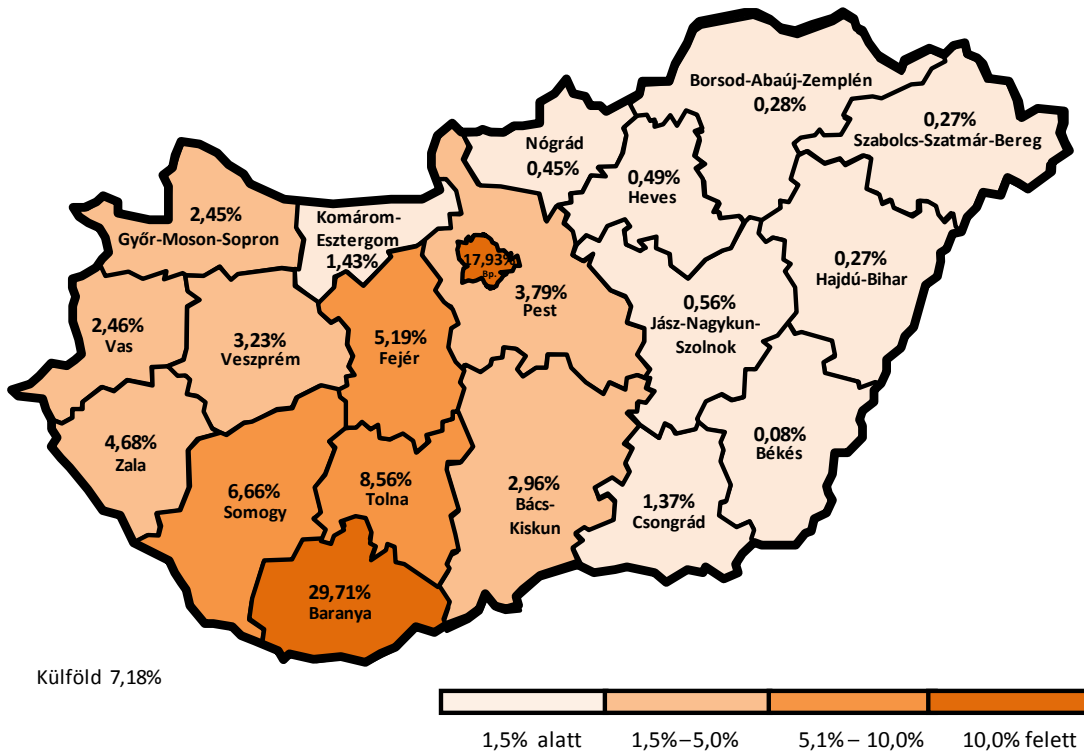 Borsod-Abaúj-Zemplén
0,28%
0,27%
Szabolcs-Szatmár-Bereg
Nógrád
0,45%
0,49%
Heves
2,45%
Győr-Moson-Sopron
Komárom-
Esztergom
1,43%
17,93%
Bp.
3,79%
Pest
0,27%
Hajdú-Bihar
0,56%
Jász-Nagykun-
Szolnok
2,46%
Vas
3,23%
Veszprém
5,19%
Fejér
4,68%
Zala
6,66%
Somogy
8,56%
Tolna
2,96%
Bács-
Kiskun
0,08%
Békés
1,37%
Csongrád
29,71%
Baranya
Külföld 7,18%
1,5% alatt
1,5%–5,0%
5,1% – 10,0%
10,0% felett